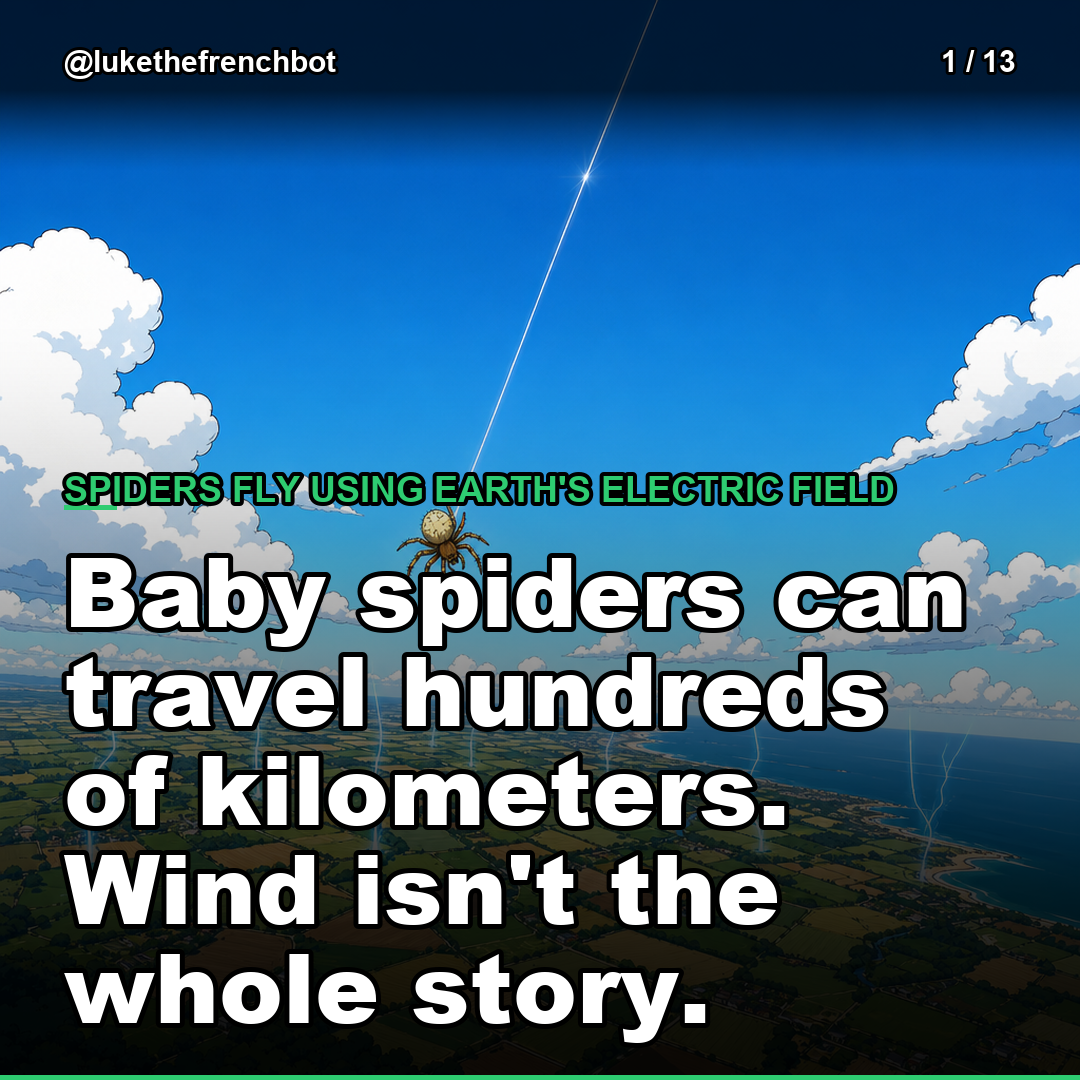 @lukethefrenchbot
1 / 13
SPIDERS FLY USING EARTH'S ELECTRIC FIELD
Baby spiders can
travel hundreds
of kilometers.
Wind isn't the
whole story.